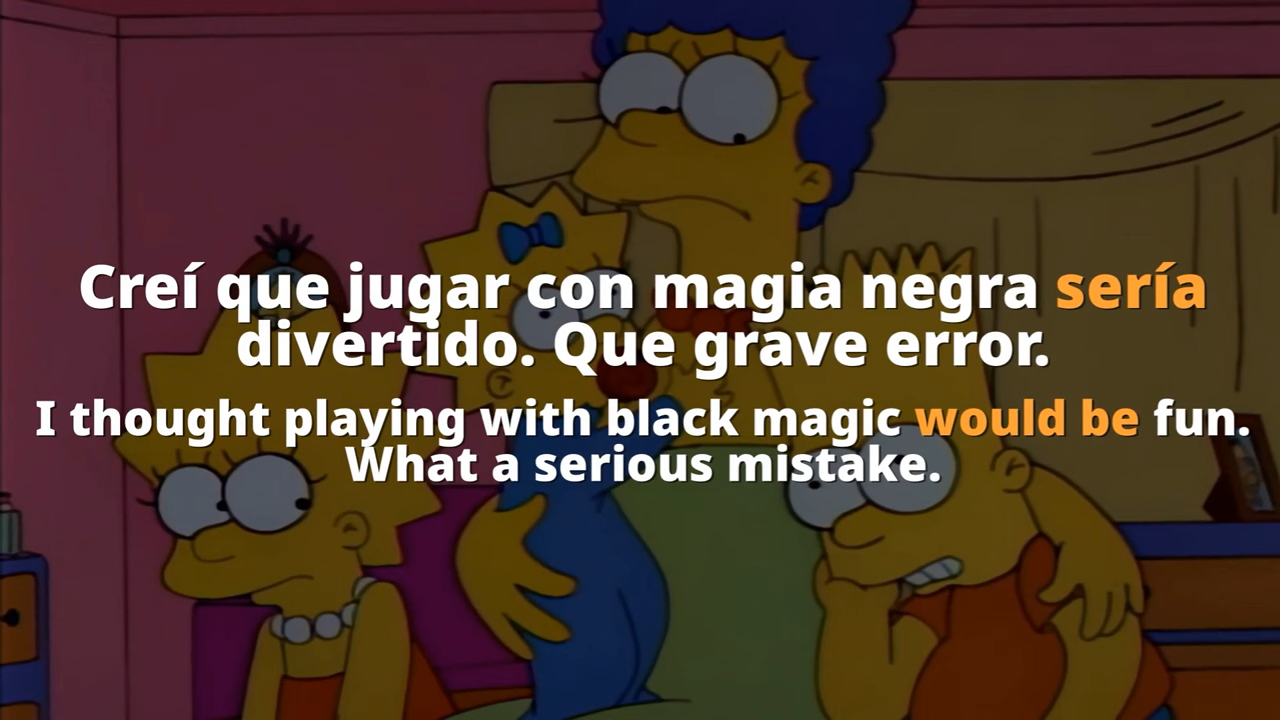 Creí que jugar con magia negra sería
divertido. Que grave error.
I thought playing with black magic would be fun.
What a serious mistake.